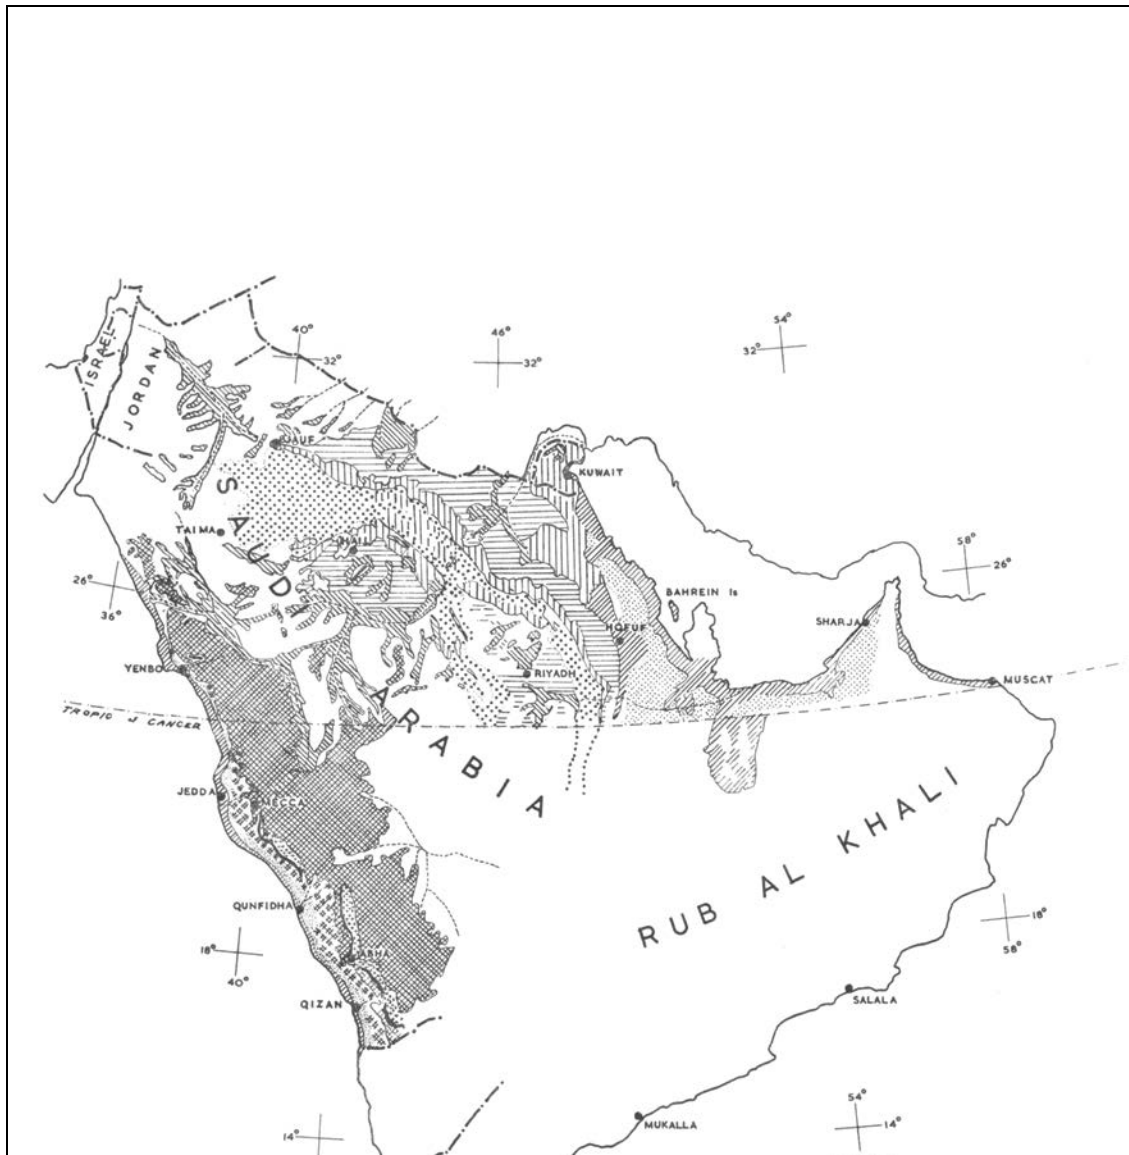 54°
40°
46°
32°
32°
32°
ISRAEL
JORDAN
JAUF
KUWAIT
SAUDI
TAIMA
HAIL
58°
26°
26°
36°
BAHREIN Is
SHARJA
HOFUF
YENBO
RIYADH
MUSCAT
TROPIC of CANCER
ARABIA
JEDDA
MECCA
RUB AL KHALI
QUNFIDHA
18°
58°
18°
40°
ABHA
QIZAN
SALALA
54°
14°
MUKALLA
14°